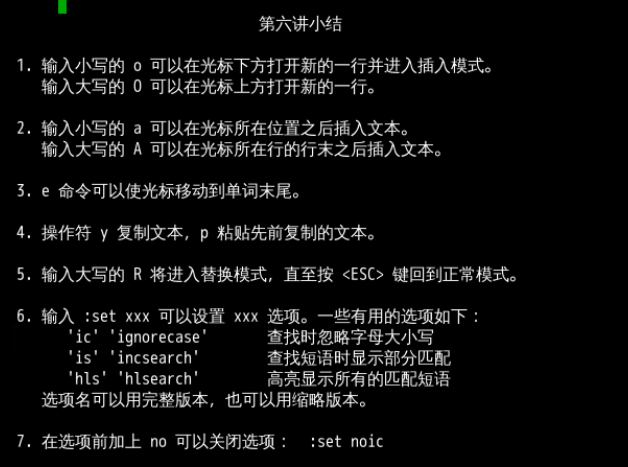 第六讲小结
1. 输入小写的 o 可以在光标下方打开新的一行并进入插入模式。
输入大写的 O 可以在光标上方打开新的一行。
2. 输入小写的 a 可以在光标所在位置之后插入文本。
输入大写的 A 可以在光标所在行的行末之后插入文本。
3. e 命令可以使光标移动到单词末尾。
4. 操作符 y 复制文本, p 粘贴先前复制的文本。
5. 输入大写的 R 将进入替换模式, 直至按 <ESC> 键回到正常模式。
6. 输入 :set xxx 可以设置 xxx 选项。一些有用的选项如下：
'ic' 'ignorecase' 查找时忽略字母大小写
'is' 'incsearch' 查找短语时显示部分匹配
'hls' 'hlsearch' 高亮显示所有的匹配短语
选项名可以用完整版本, 也可以用缩略版本。
7. 在选项前加上 no 可以关闭选项： :set noic